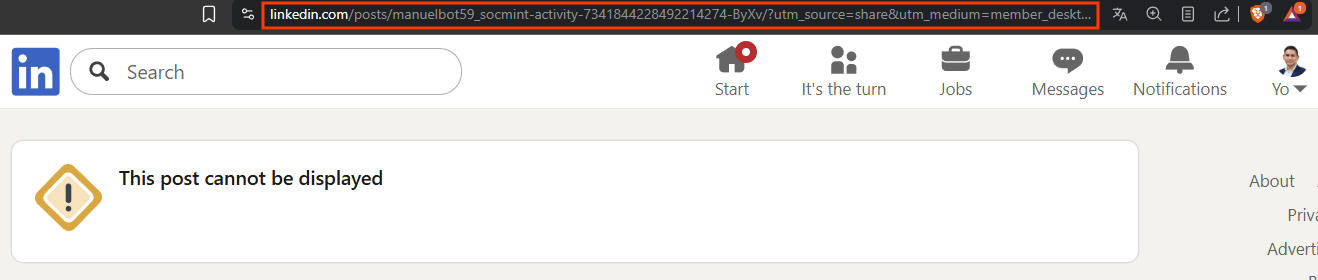 linkedin.com/posts/manuelbot59_socmint-activity-7341844228492214274-ByXv/?utm_source=share&utm_medium=member_deskt...
1
1
in
Search
Start
It's the turn
Jobs
Messages
Notifications
Yo
This post cannot be displayed
About
Priva
Adverti